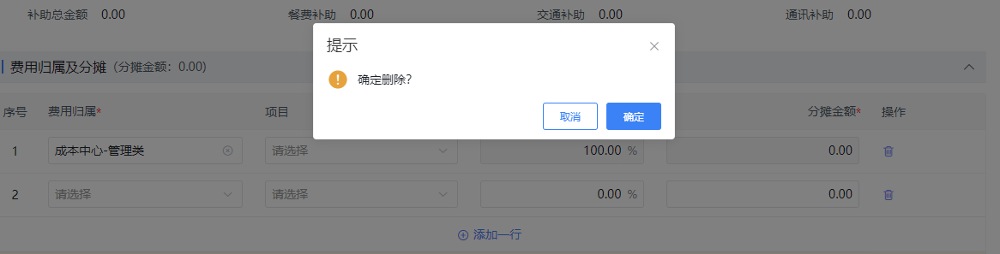 补助总金额 0.00 餐费补助 0.00 交通补助 0.00 通讯补助 0.00
提示
费用归属及分摊 (分摊金额：0.00)
确定删除?
取消 确定
序号 费用归属* 项目 分摊金额* 操作
1 成本中心-管理类 请选择 100.00 % 0.00
2 请选择 请选择 0.00 % 0.00
添加一行